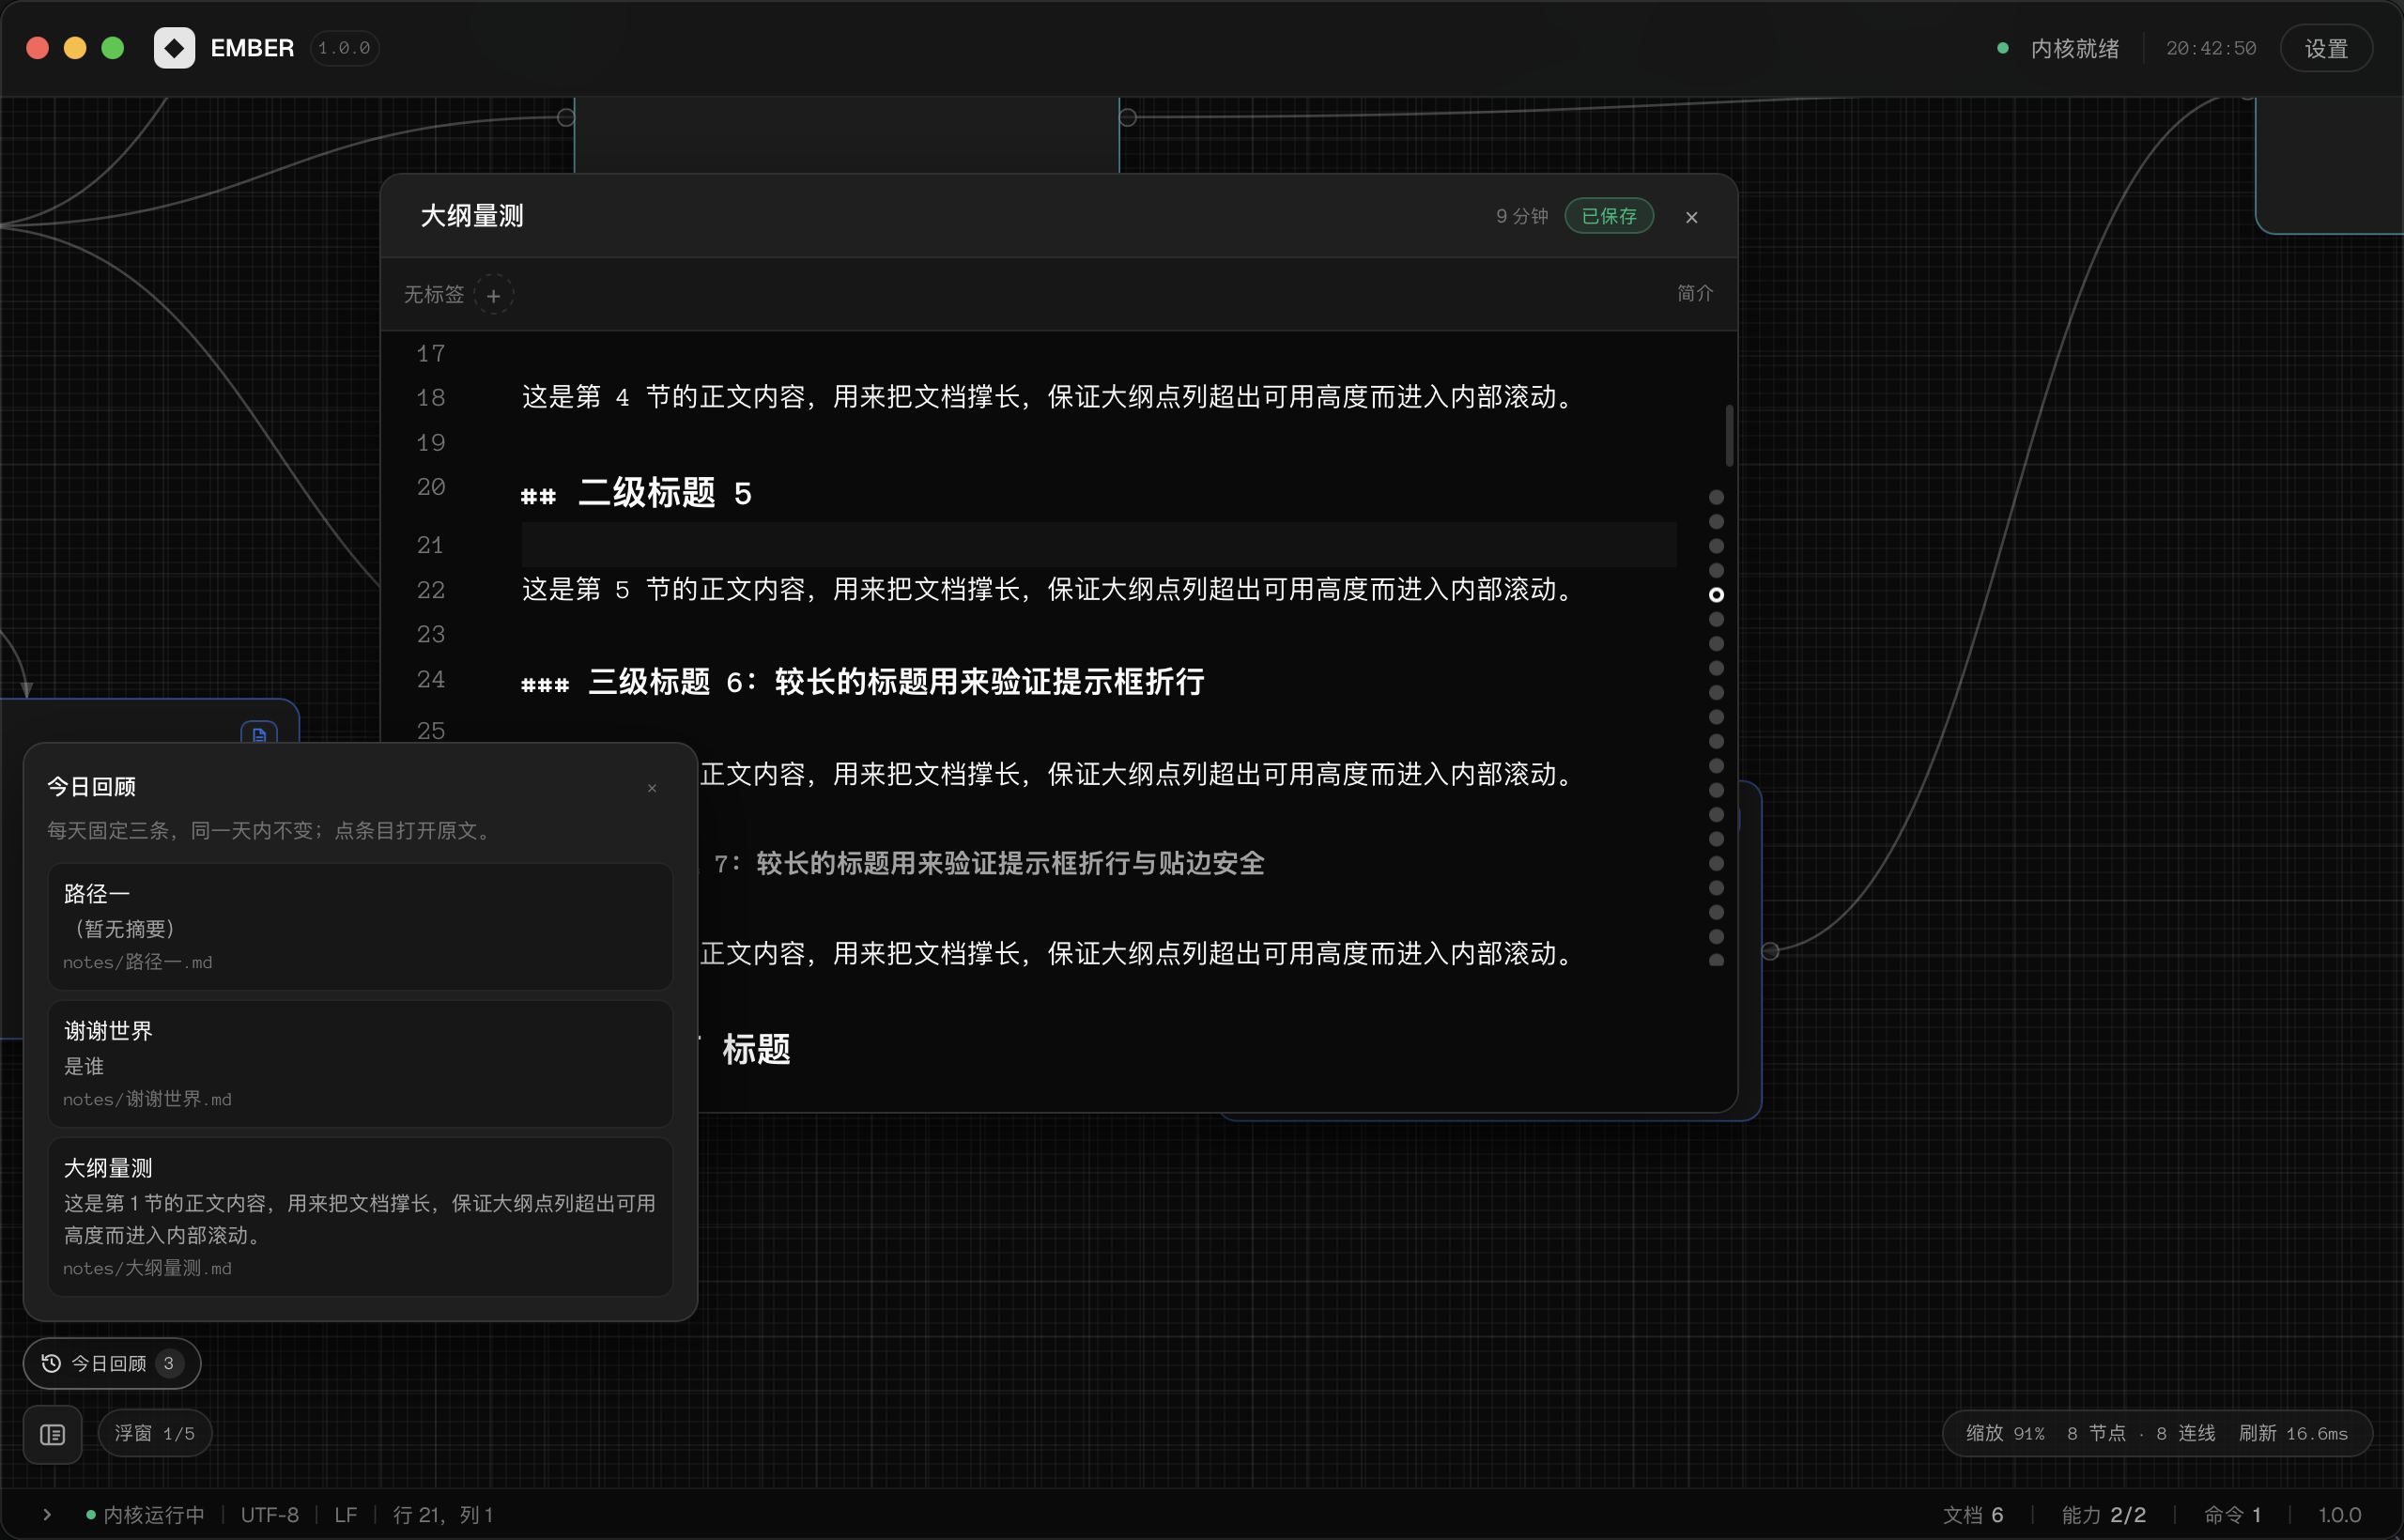 EMBER 1.0.0
内核就绪 20:42:50 设置
大纲量测
9 分钟 已保存 ×
无标签 +
简介
17
18 这是第 4 节的正文内容，用来把文档撑长，保证大纲点列超出可用高度而进入内部滚动。
19
20 ## 二级标题 5
21
22 这是第 5 节的正文内容，用来把文档撑长，保证大纲点列超出可用高度而进入内部滚动。
23
24 ### 三级标题 6：较长的标题用来验证提示框折行
25
正文内容，用来把文档撑长，保证大纲点列超出可用高度而进入内部滚动。
7：较长的标题用来验证提示框折行与贴边安全
正文内容，用来把文档撑长，保证大纲点列超出可用高度而进入内部滚动。
标题
今日回顾 ×
每天固定三条，同一天内不变；点条目打开原文。
路径一
（暂无摘要）
notes/路径一.md
谢谢世界
是谁
notes/谢谢世界.md
大纲量测
这是第 1 节的正文内容，用来把文档撑长，保证大纲点列超出可用
高度而进入内部滚动。
notes/大纲量测.md
今日回顾 3
浮窗 1/5
缩放 91% 8 节点 · 8 连线 刷新 16.6ms
内核运行中 UTF-8 LF 行 21，列 1
文档 6 能力 2/2 命令 1 1.0.0